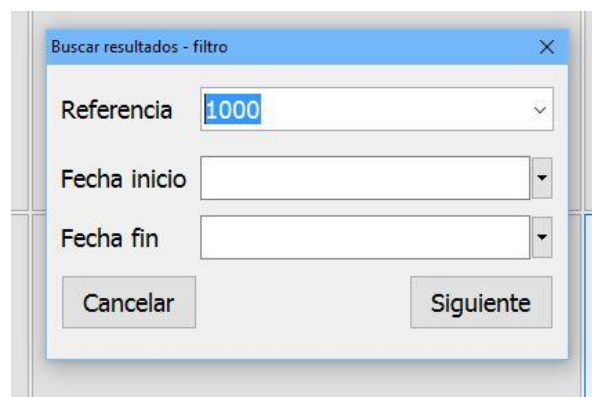 Buscar resultados - filtro
Referencia 1000
Fecha inicio
Fecha fin
Cancelar Siguiente